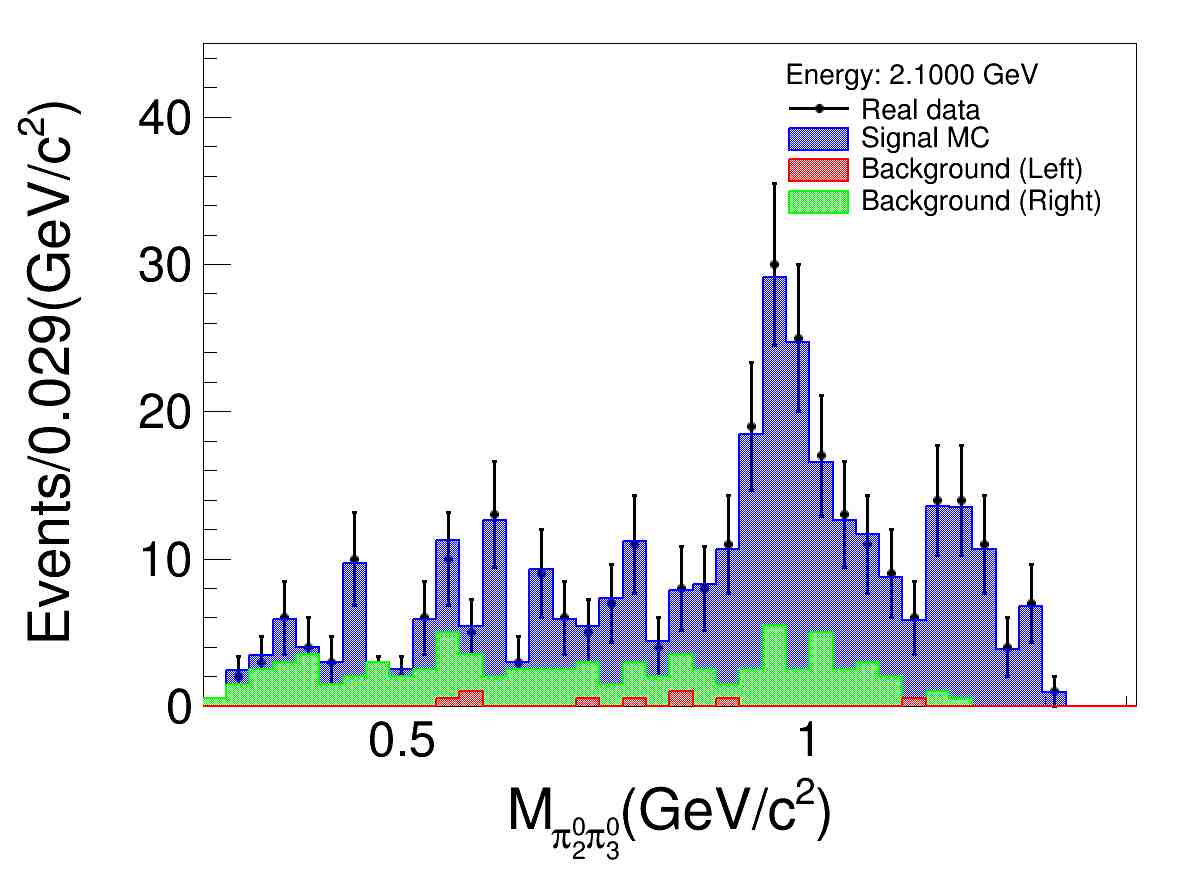 Energy: 2.1000 GeV
Real data
Signal MC
Background (Left)
Background (Right)
Events/0.029(GeV/c²)
40
30
20
10
0
0.5
1
M_{π⁰₂π⁰₃}(GeV/c²)